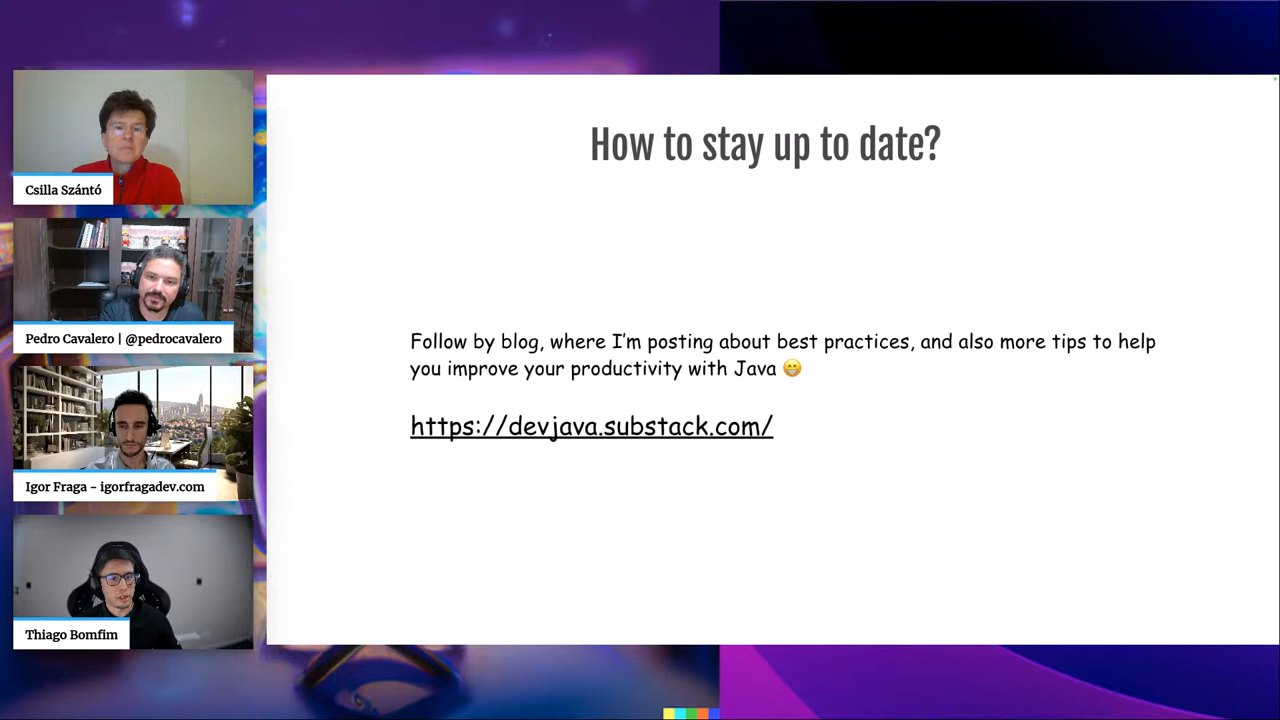 Csilla Szántó
Pedro Cavalero | @pedrocavalero
Igor Fraga - igorfragadev.com
Thiago Bomfim
How to stay up to date?
Follow by blog, where I'm posting about best practices, and also more tips to help
you improve your productivity with Java 😁
https://devjava.substack.com/